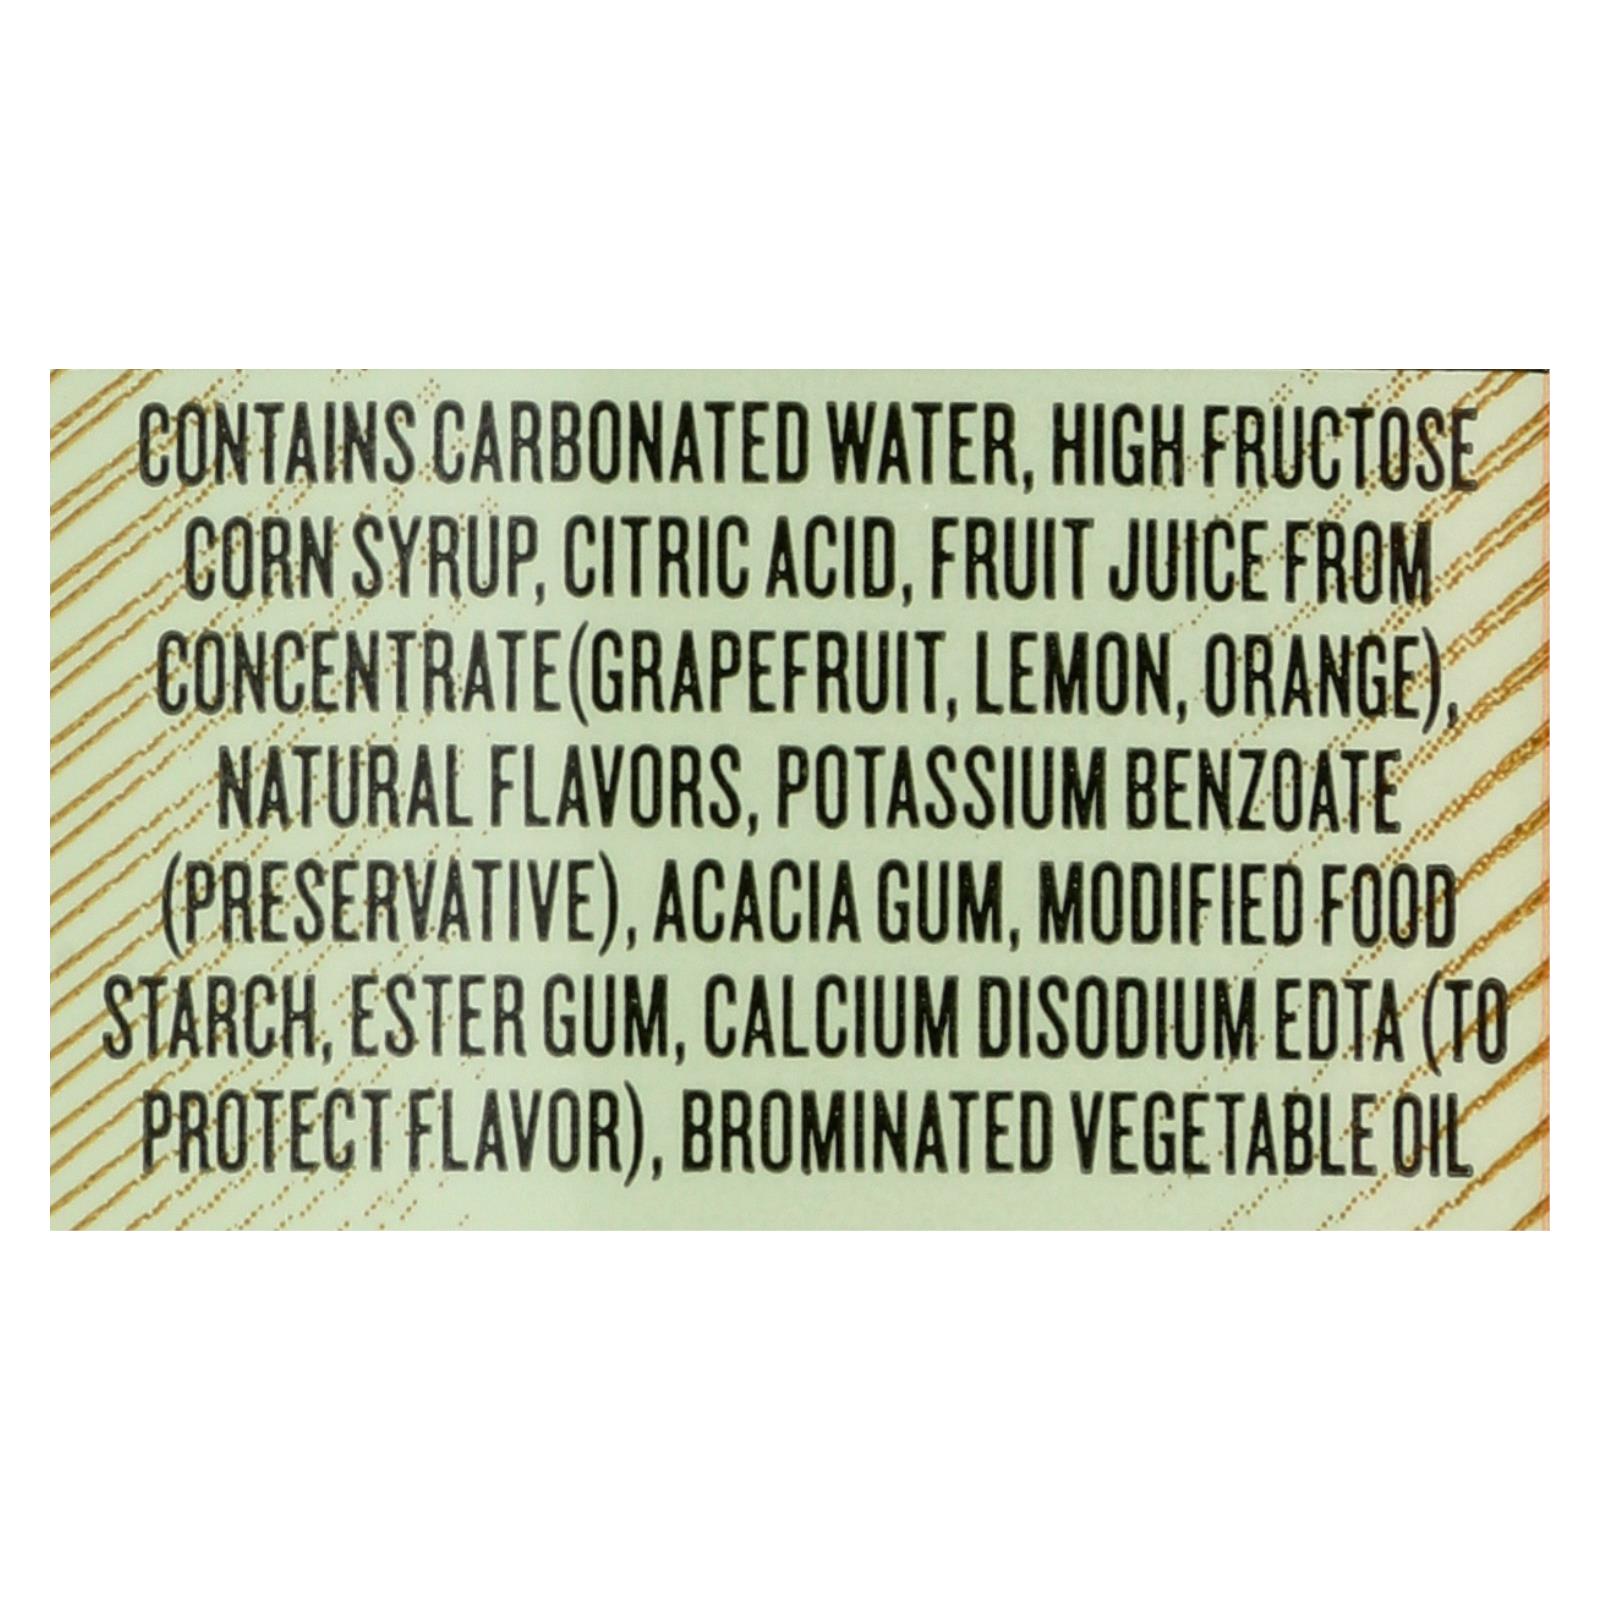 CONTAINS CARBONATED WATER, HIGH FRUCTOSE
CORN SYRUP, CITRIC ACID, FRUIT JUICE FROM
CONCENTRATE (GRAPEFRUIT, LEMON, ORANGE),
NATURAL FLAVORS, POTASSIUM BENZOATE
(PRESERVATIVE), ACACIA GUM, MODIFIED FOOD
STARCH, ESTER GUM, CALCIUM DISODIUM EDTA (TO
PROTECT FLAVOR), BROMINATED VEGETABLE OIL